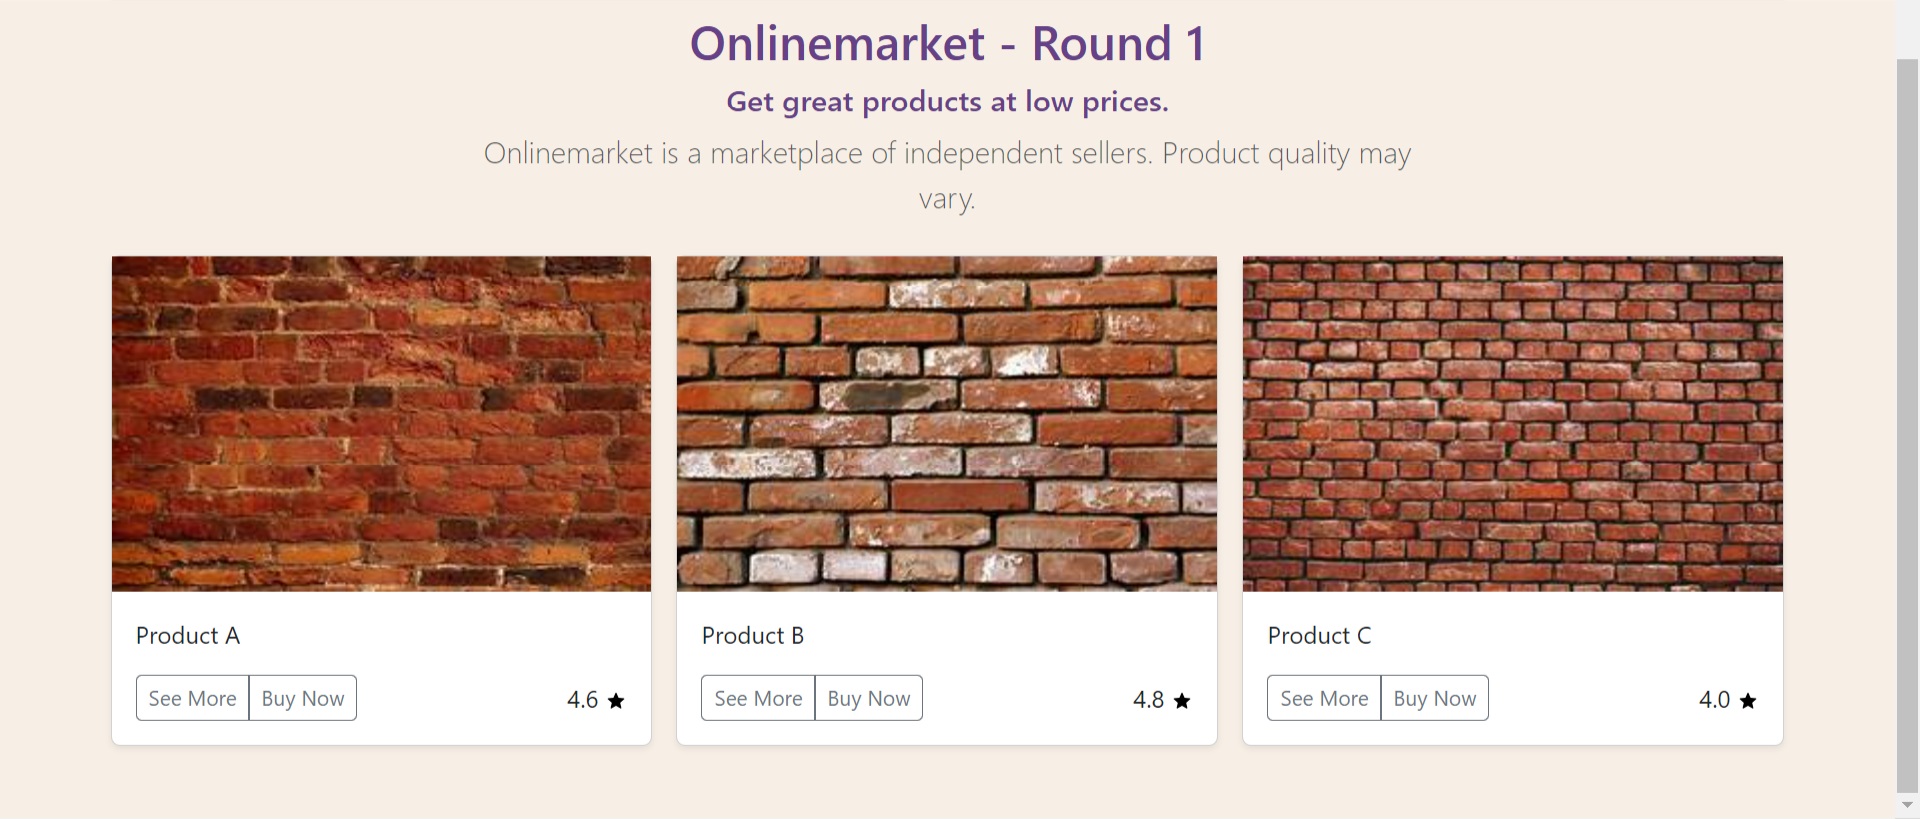 Onlinemarket - Round 1
Get great products at low prices.
Onlinemarket is a marketplace of independent sellers. Product quality may
vary.
Product A
See More Buy Now 4.6 ★
Product B
See More Buy Now 4.8 ★
Product C
See More Buy Now 4.0 ★